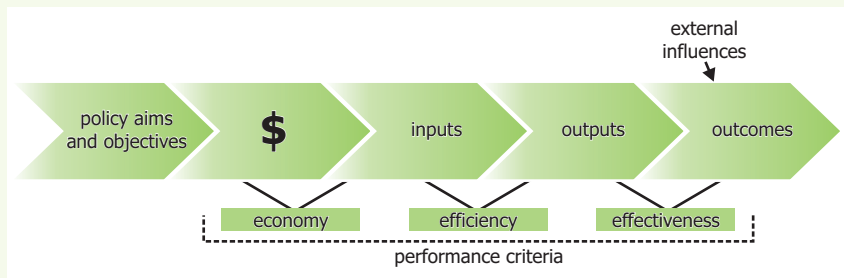 external
influences
policy aims
and objectives
$
inputs
outputs
outcomes
economy
efficiency
effectiveness
performance criteria